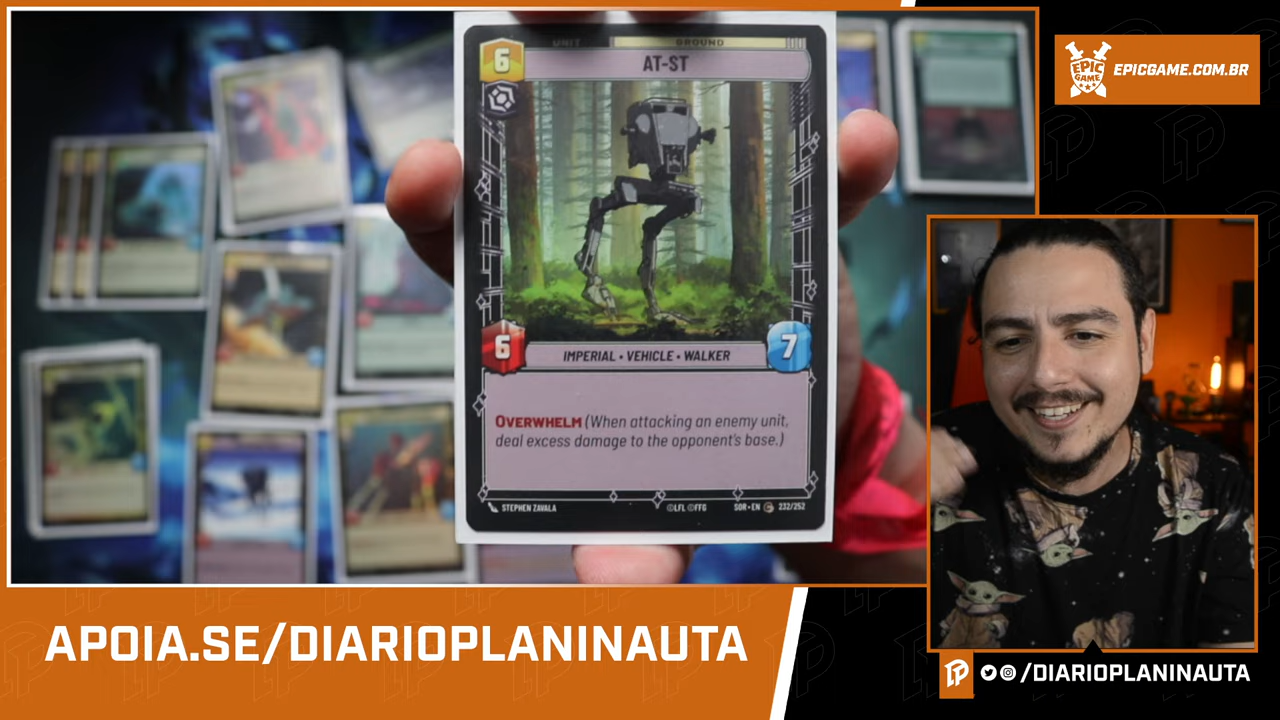 UNIT
GROUND
6
AT-ST
6
IMPERIAL • VEHICLE • WALKER
7
OVERWHELM (When attacking an enemy unit,
deal excess damage to the opponent's base.)
STEPHEN ZAVALA
©LFL ©FFG
SOR • EN C 232/252
EPIC
GAME
EPICGAME.COM.BR
APOIA.SE/DIARIOPLANINAUTA
/DIARIOPLANINAUTA